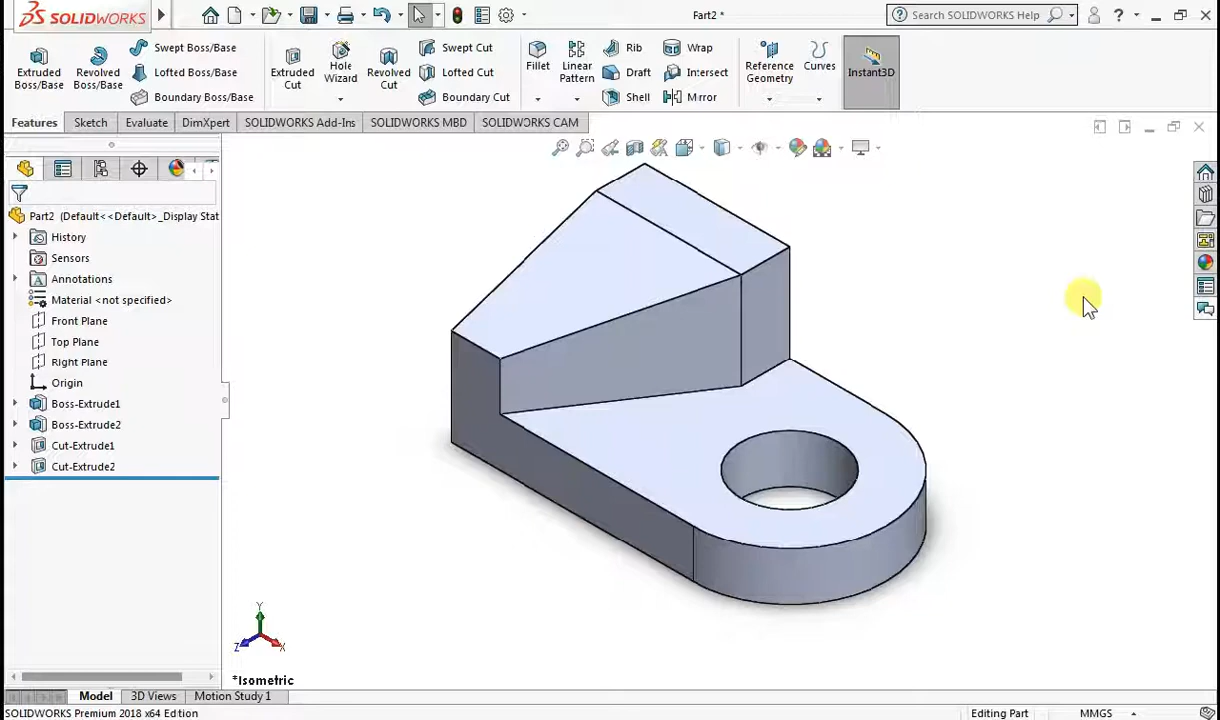 SOLIDWORKS
Part2 *
Search SOLIDWORKS Help
Extruded Boss/Base
Revolved Boss/Base
Swept Boss/Base
Lofted Boss/Base
Boundary Boss/Base
Extruded Cut
Hole Wizard
Revolved Cut
Swept Cut
Lofted Cut
Boundary Cut
Fillet
Linear Pattern
Rib
Draft
Shell
Wrap
Intersect
Mirror
Reference Geometry
Curves
Instant3D
Features
Sketch
Evaluate
DimXpert
SOLIDWORKS Add-Ins
SOLIDWORKS MBD
SOLIDWORKS CAM
Part2 (Default<<Default>_Display Stat
History
Sensors
Annotations
Material <not specified>
Front Plane
Top Plane
Right Plane
Origin
Boss-Extrude1
Boss-Extrude2
Cut-Extrude1
Cut-Extrude2
Y
Z
X
*Isometric
Model
3D Views
Motion Study 1
SOLIDWORKS Premium 2018 x64 Edition
Editing Part
MMGS